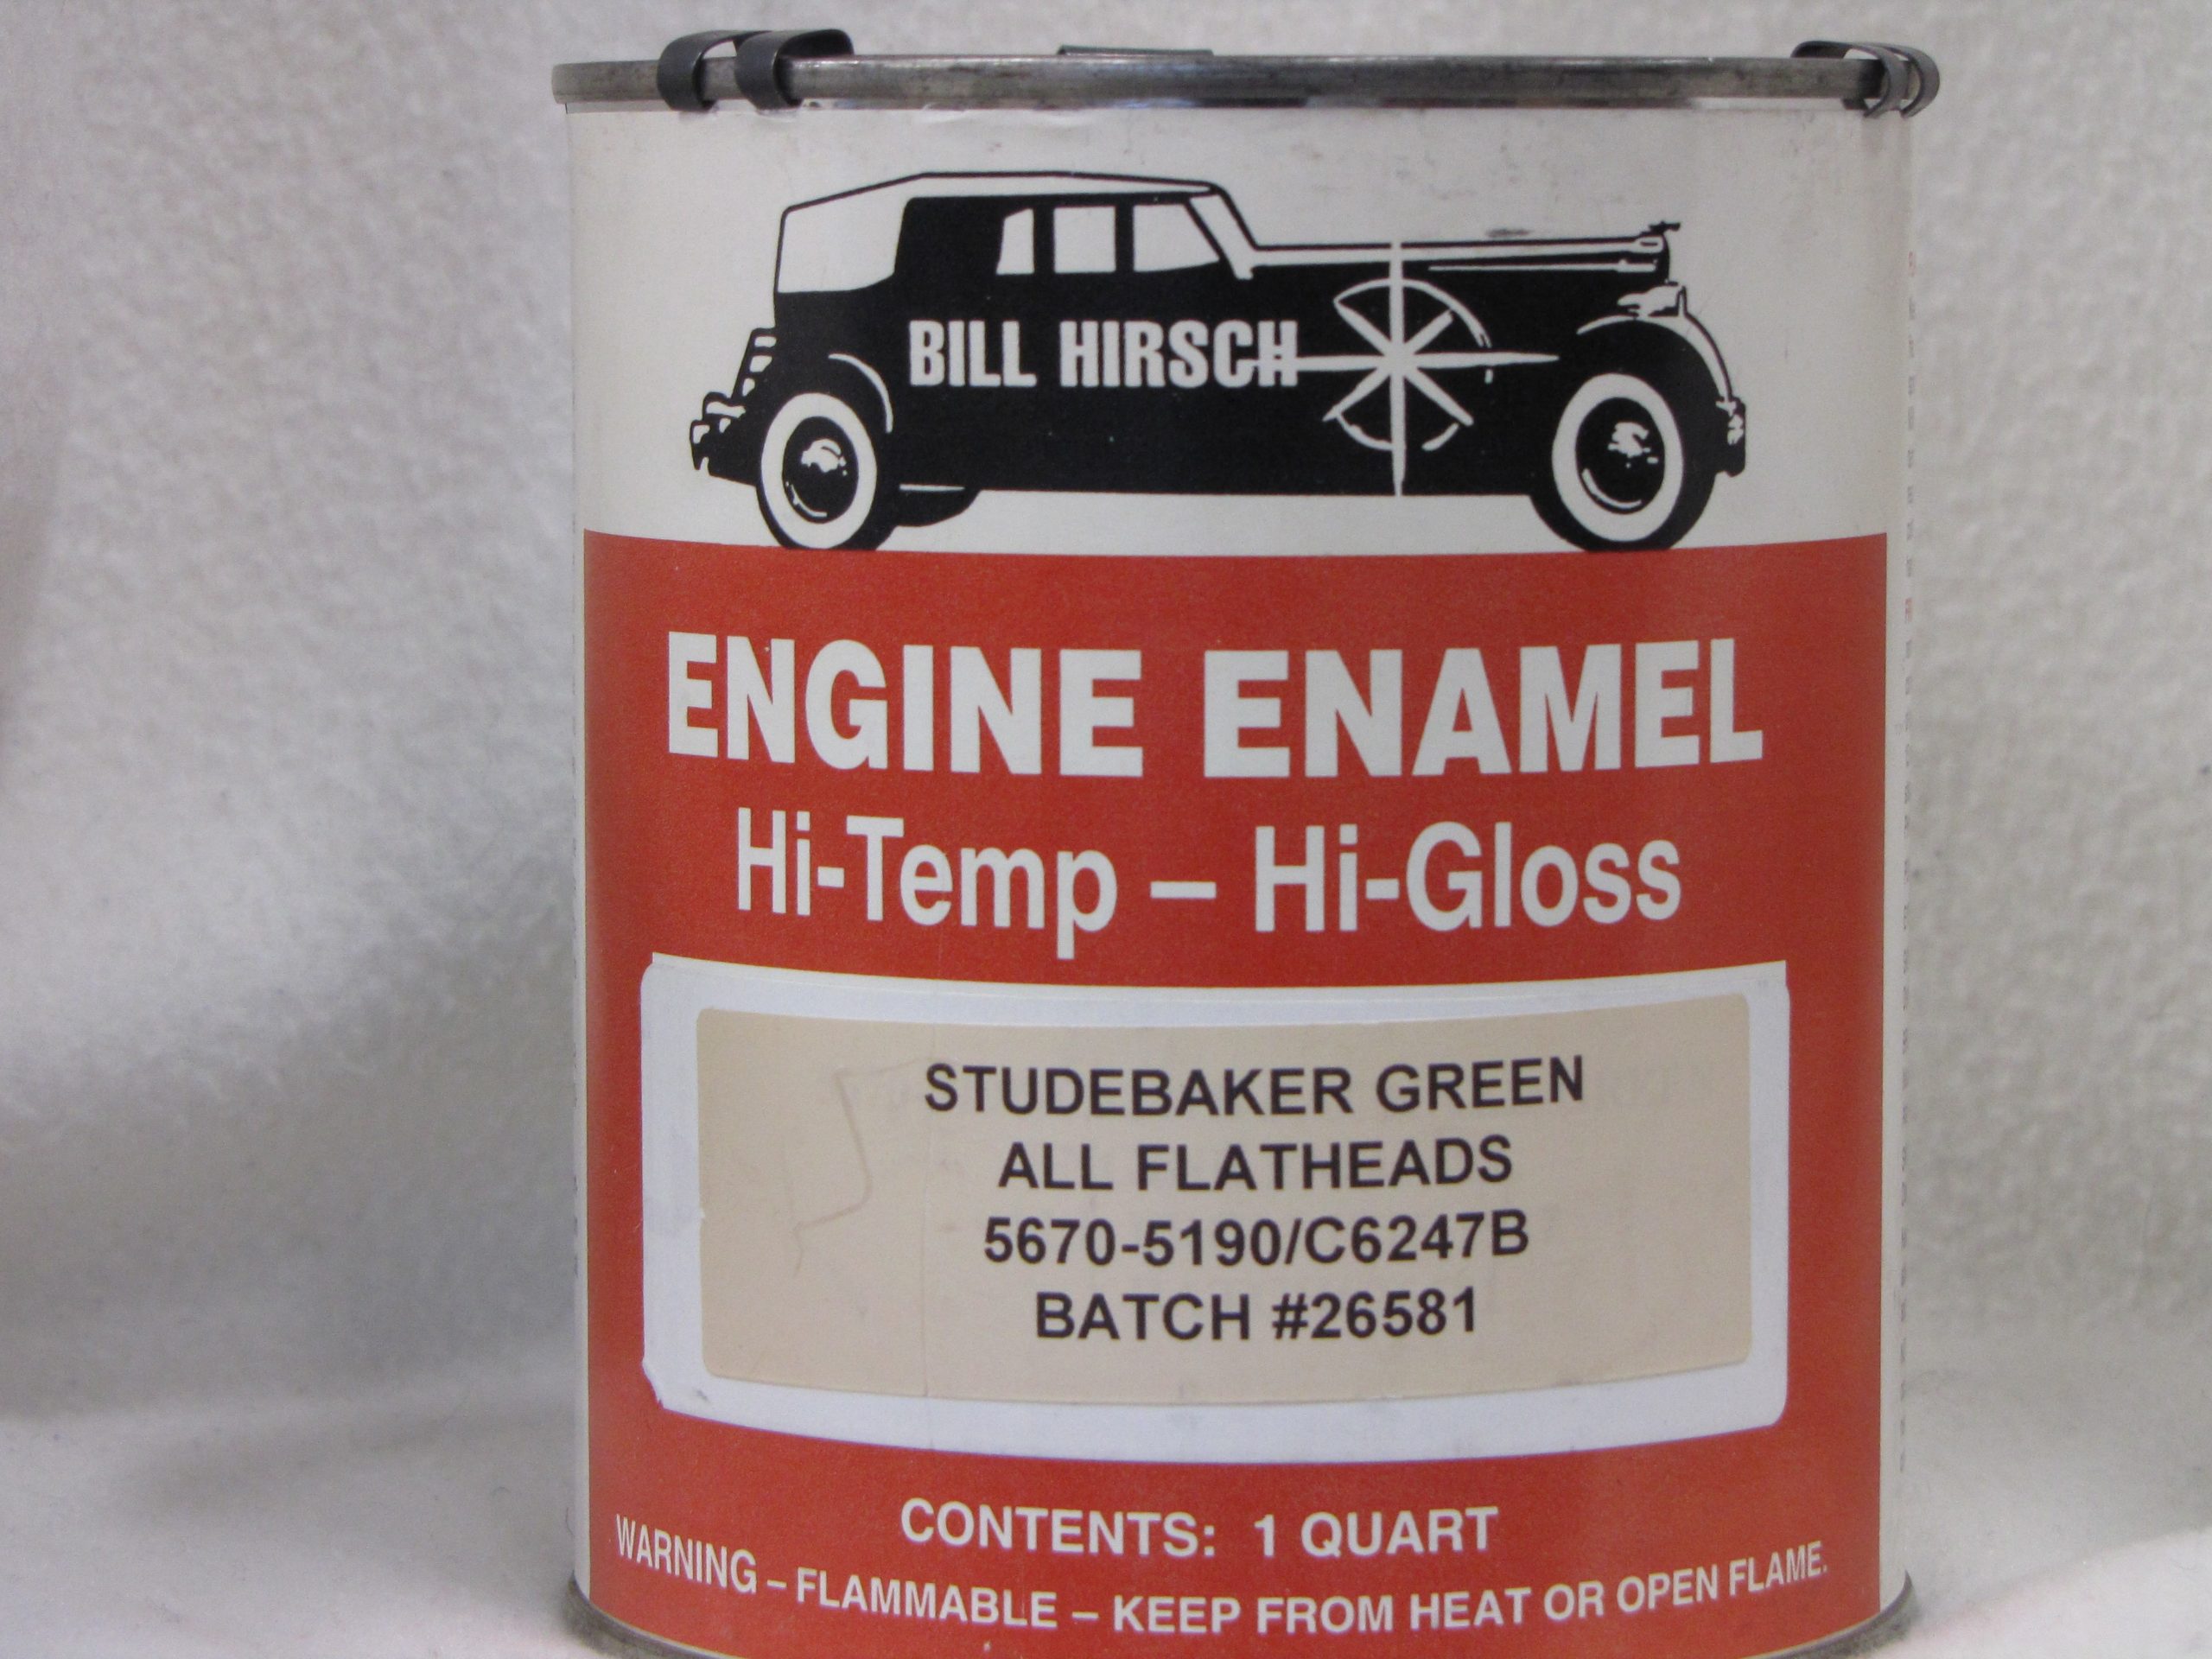 BILL HIRSCH
ENGINE ENAMEL
Hi-Temp – Hi-Gloss
STUDEBAKER GREEN
ALL FLATHEADS
5670-5190/C6247B
BATCH #26581
CONTENTS: 1 QUART
WARNING – FLAMMABLE – KEEP FROM HEAT OR OPEN FLAME.